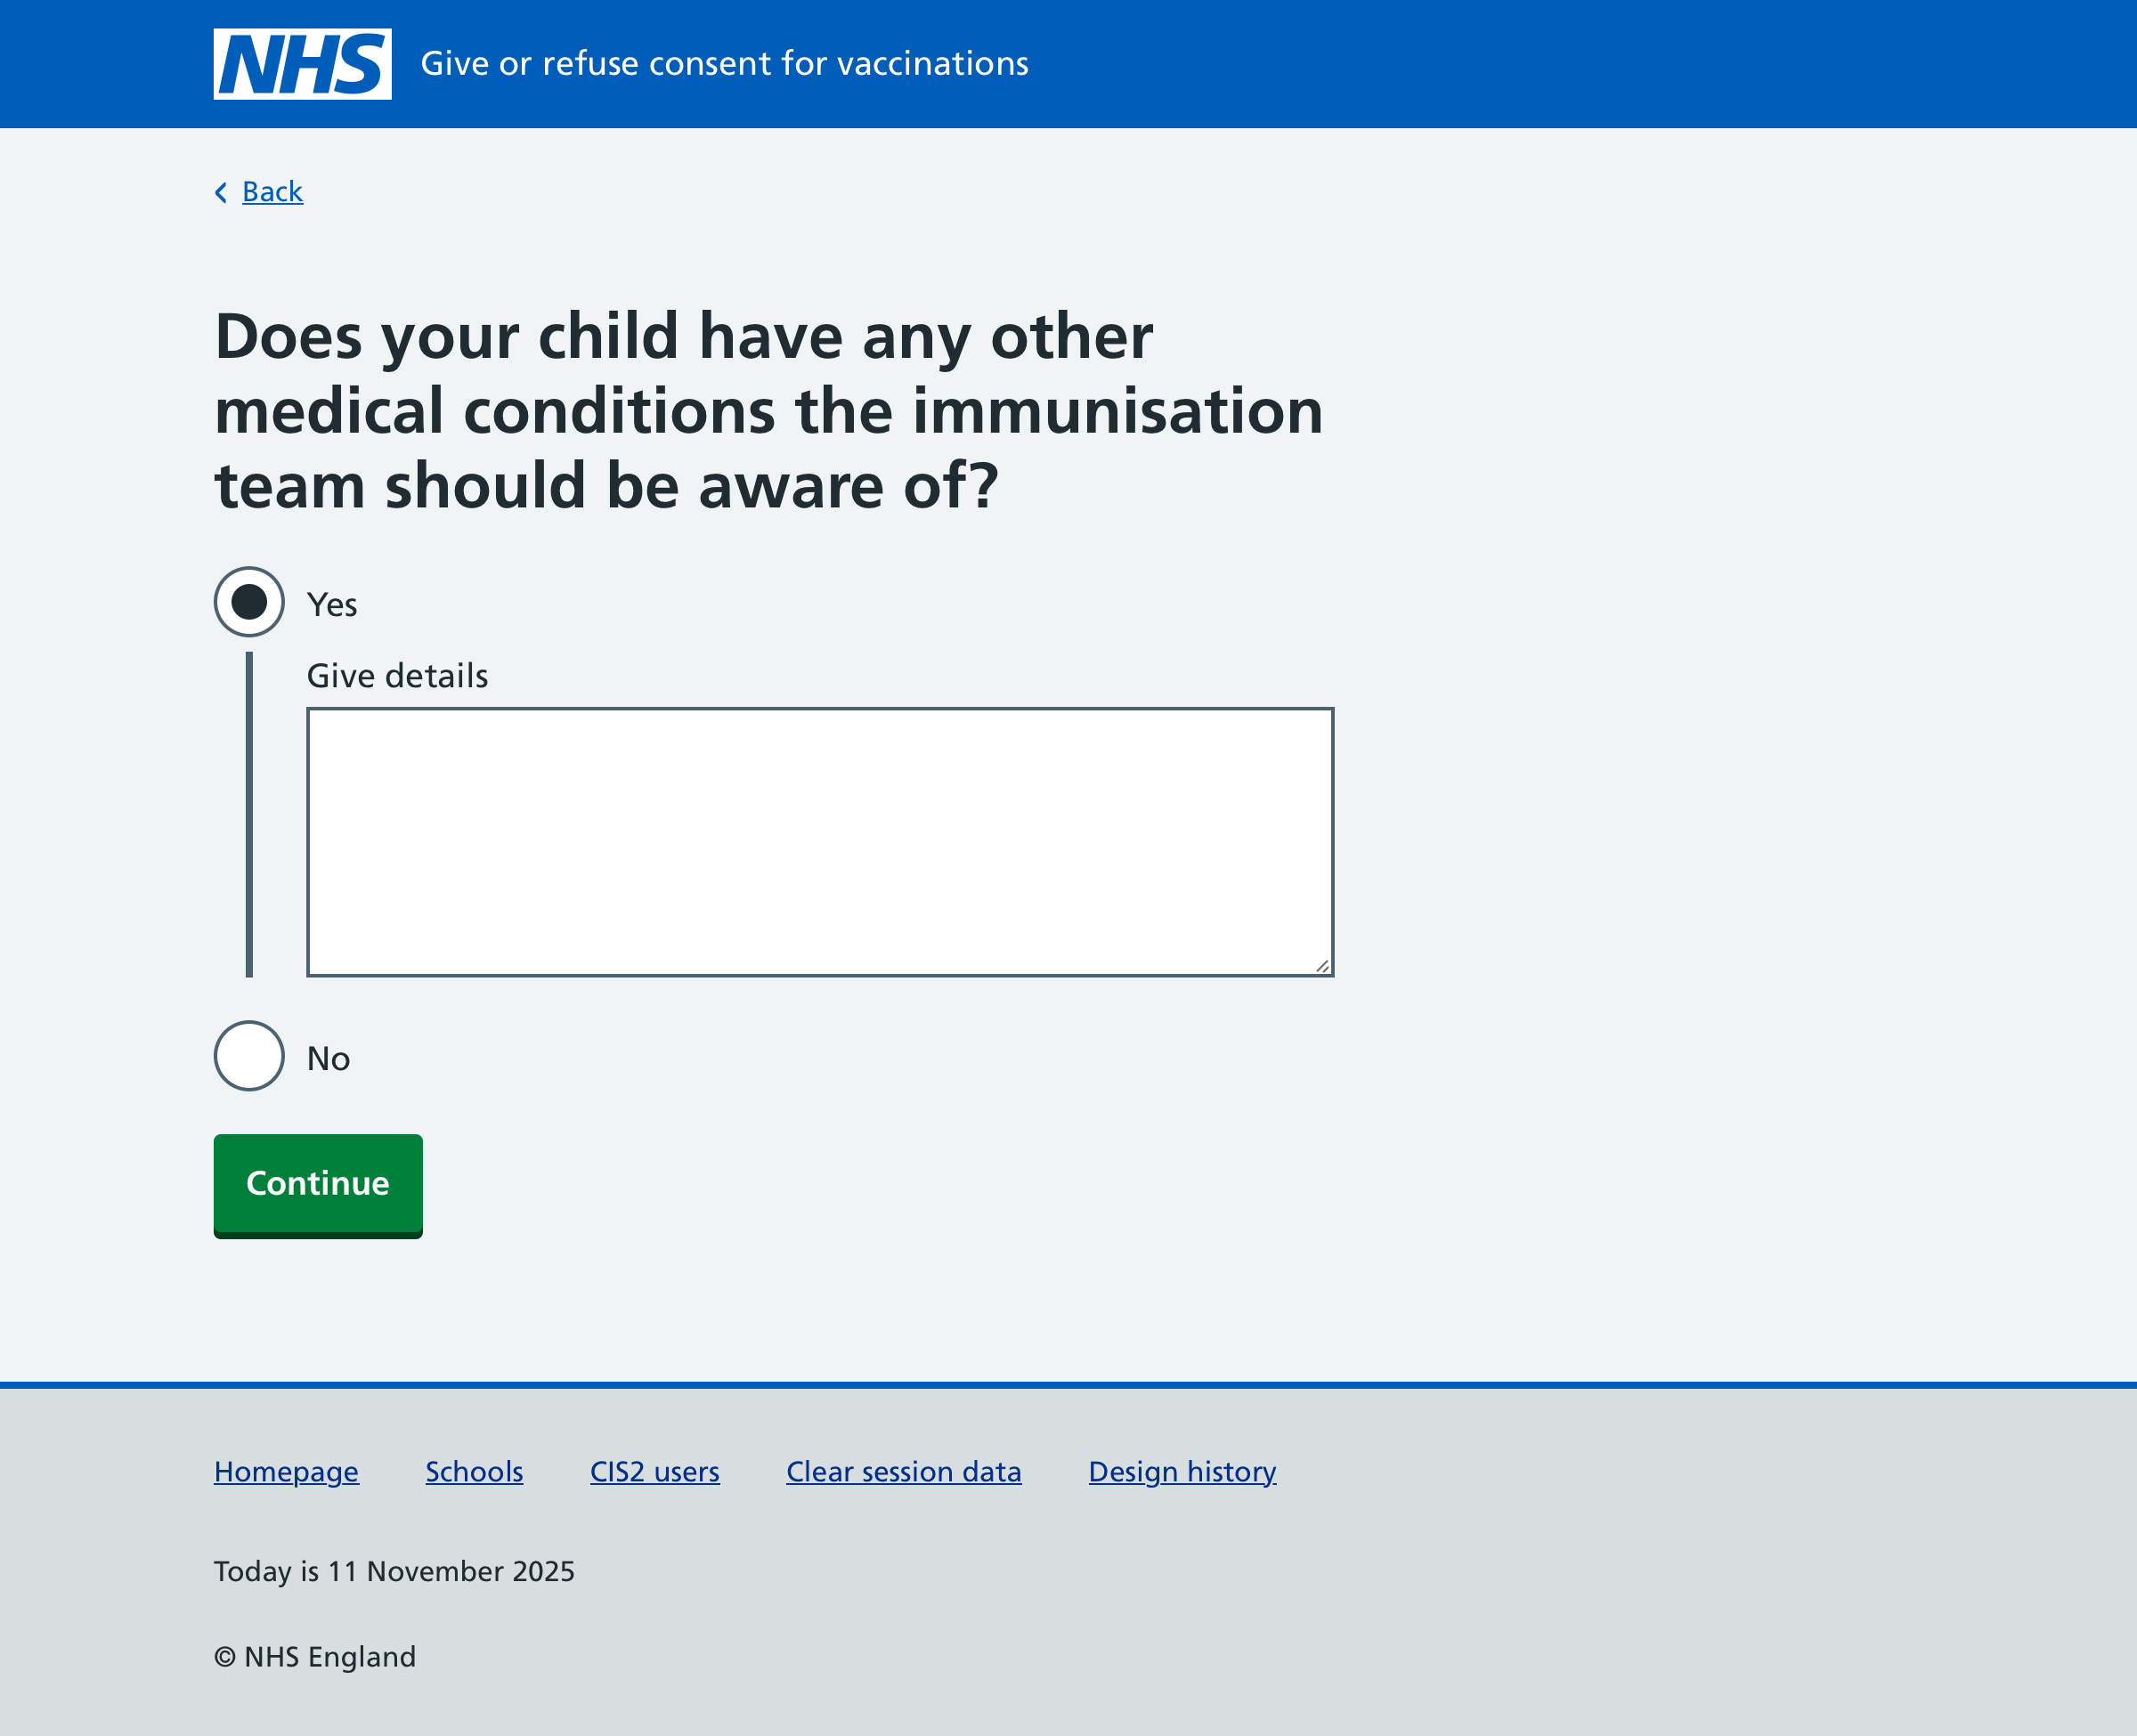 NHS Give or refuse consent for vaccinations
Back
Does your child have any other
medical conditions the immunisation
team should be aware of?
Yes
Give details
No
Continue
Homepage Schools CIS2 users Clear session data Design history
Today is 11 November 2025
© NHS England